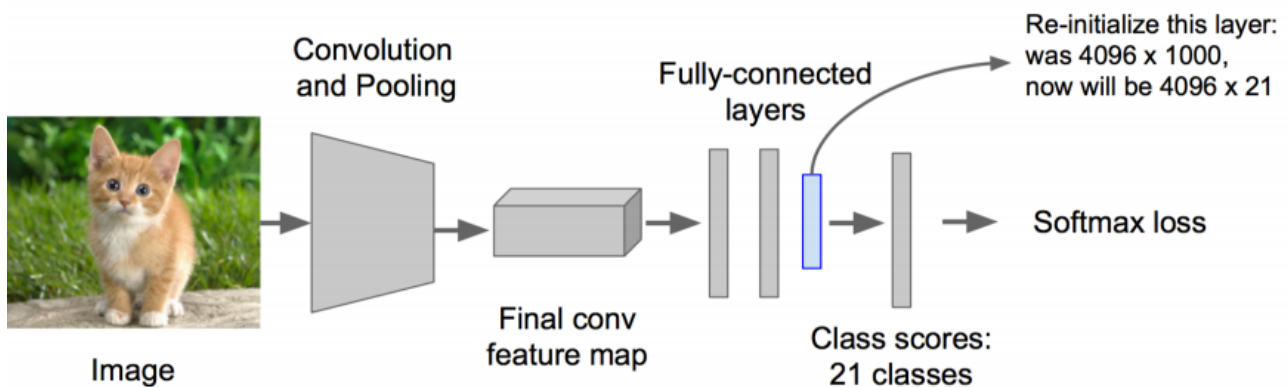 Convolution
and Pooling
Fully-connected
layers
Re-initialize this layer:
was 4096 x 1000,
now will be 4096 x 21
Softmax loss
Final conv
feature map
Class scores:
21 classes
Image